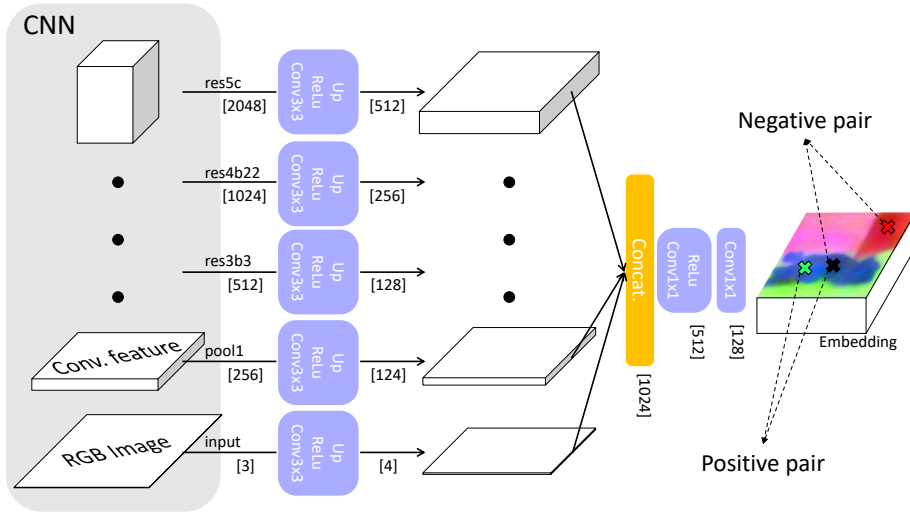 CNN
res5c
[2048]
Conv3x3
ReLu
Up
[512]
res4b22
[1024]
Conv3x3
ReLu
Up
[256]
res3b3
[512]
Conv3x3
ReLu
Up
[128]
Conv. feature
pool1
[256]
Conv3x3
ReLu
Up
[124]
RGB Image
input
[3]
Conv3x3
ReLu
Up
[4]
Concat.
[1024]
Conv1x1
ReLu
[512]
Conv1x1
[128]
Negative pair
Embedding
Positive pair